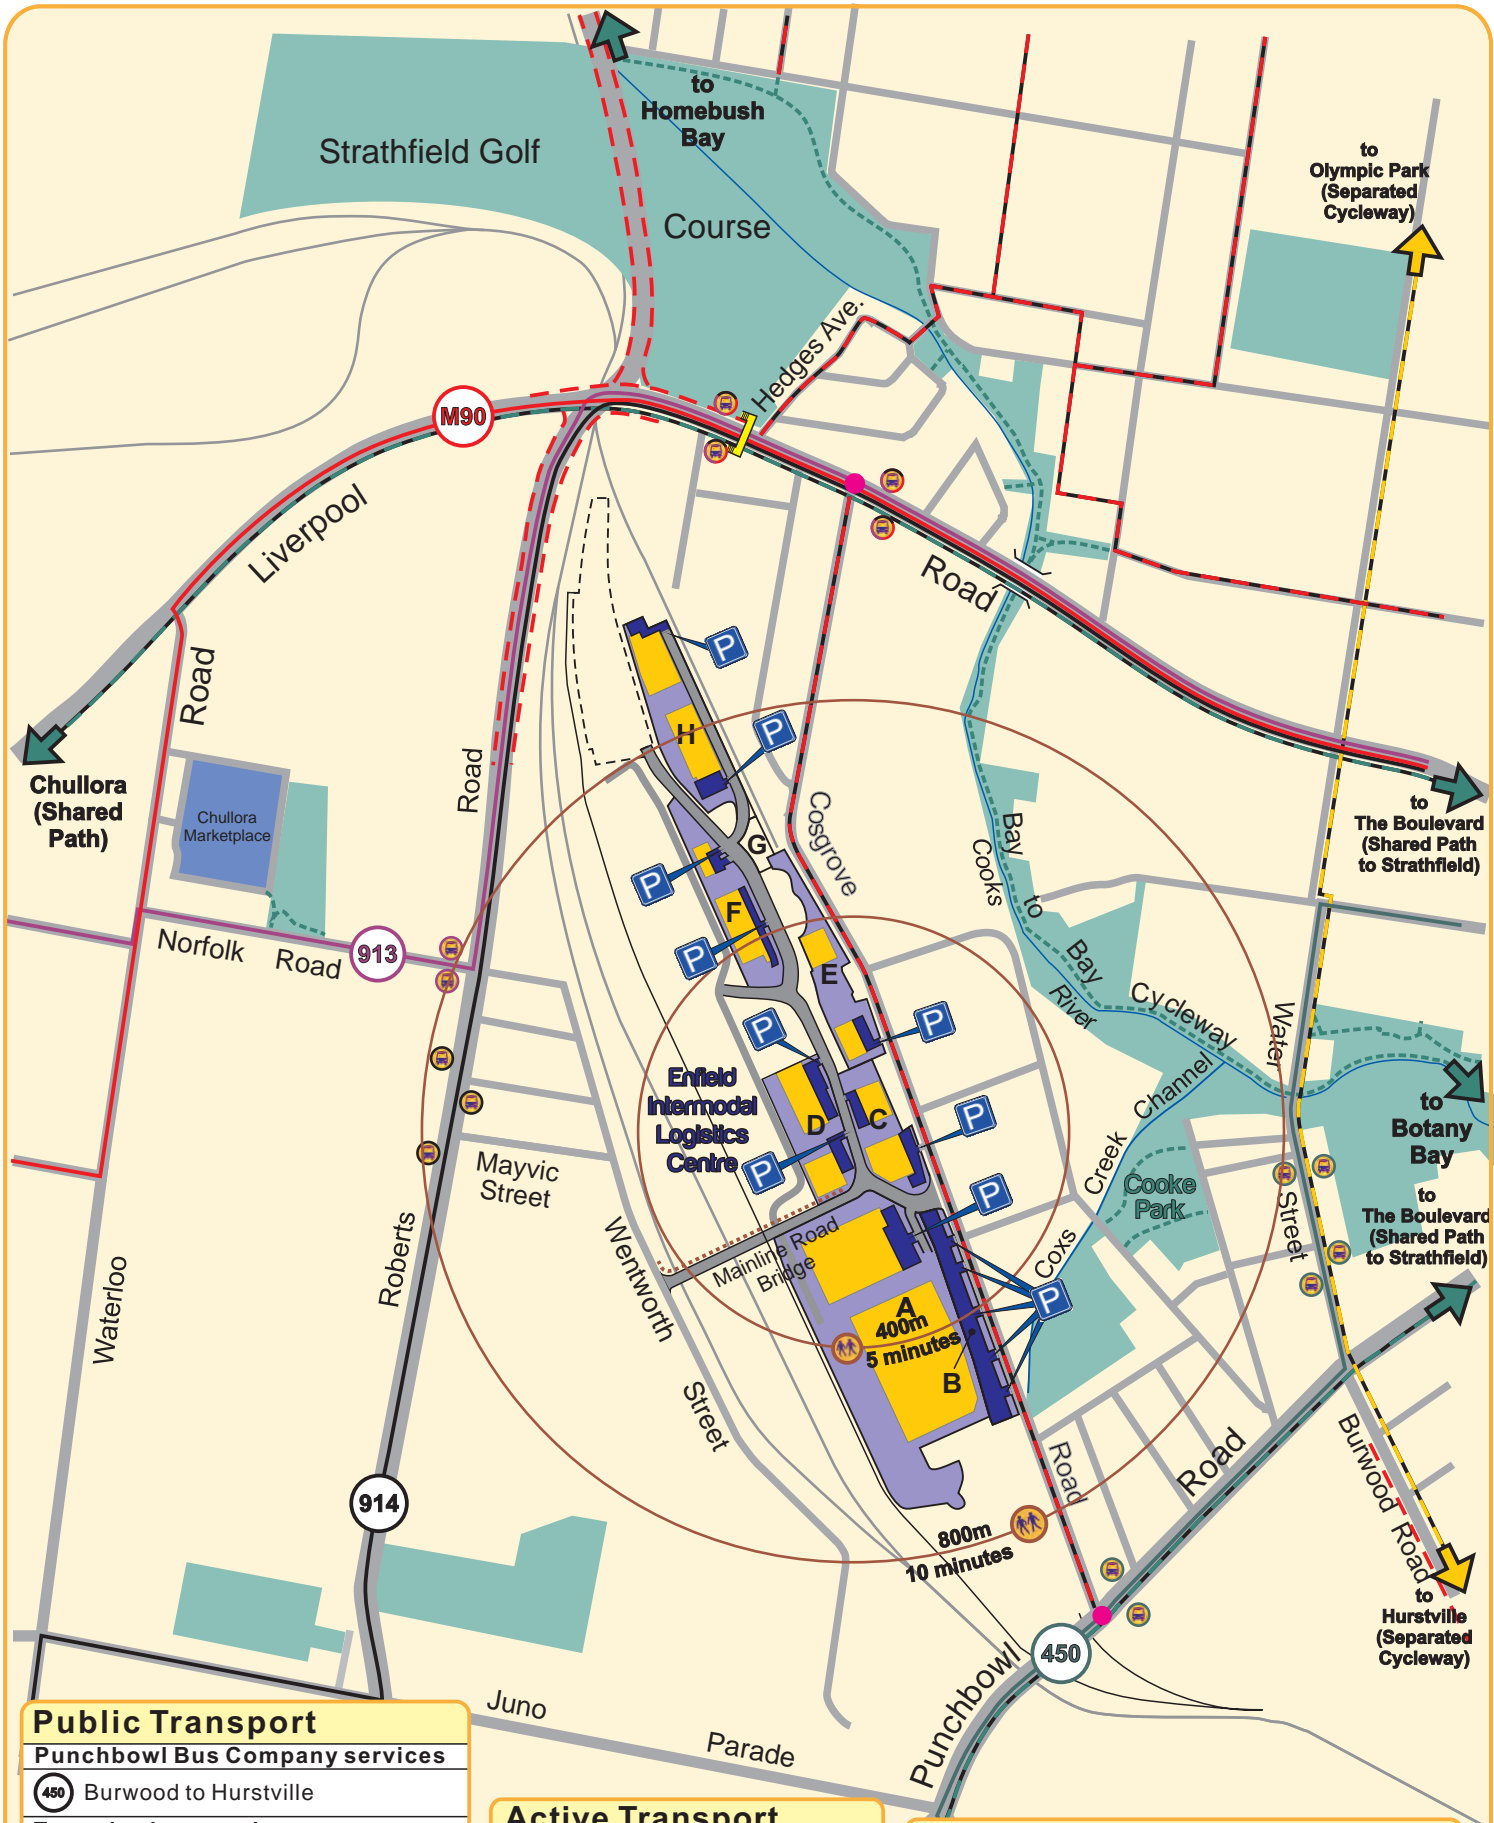 to
Homebush
Bay
Strathfield Golf
Course
to
Olympic Park
(Separated
Cycleway)
Hedges Ave.
M90
Liverpool
Road
Road
Chullora
(Shared
Path)
Chullora
Marketplace
Road
P
H
P
G
Cosgrove
P
F
P
E
P
P
Bay
Cooks
to
Bay
River
Cycleway
Water
to
The Boulevard
(Shared Path
to Strathfield)
Norfolk
Road
913
Enfield
Intermodal
Logistics
Centre
D
C
P
P
P
Channel
Creek
Coxs
Cooke
Park
to
Botany
Bay
to
The Boulevard
(Shared Path
to Strathfield)
Street
Mayvic
Street
Roberts
Waterloo
Wentworth
Street
Mainline Road
Bridge
P
A
400m
5 minutes
B
Road
Road
Burwood
Road
914
800m
10 minutes
to
Hurstville
(Separated
Cycleway)
450
Punchbowl
Juno
Parade
Public Transport
Punchbowl Bus Company services
450 Burwood to Hurstville
Active Transport